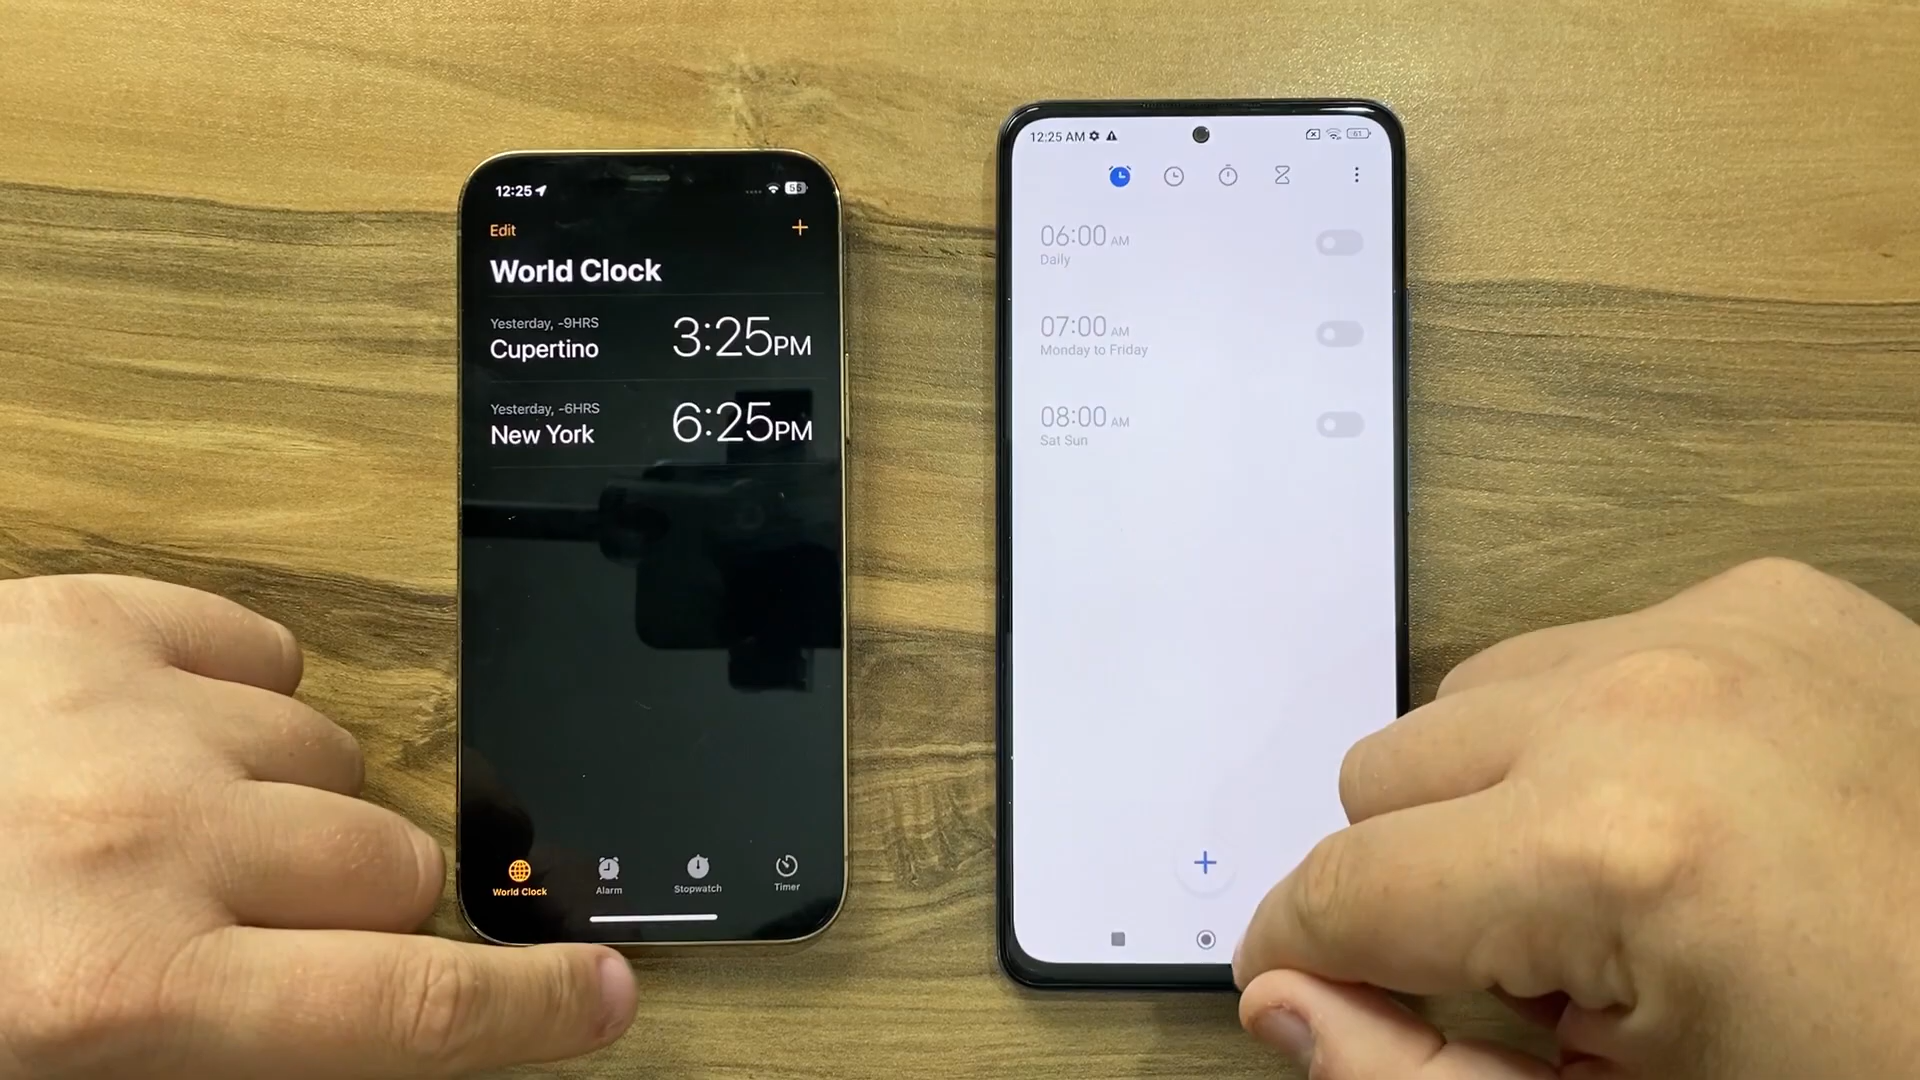 12:25
55
Edit
+
World Clock
Yesterday, -9HRS
Cupertino
3:25PM
Yesterday, -6HRS
New York
6:25PM
World Clock
Alarm
Stopwatch
Timer
12:25 AM
61
06:00 AM
Daily
07:00 AM
Monday to Friday
08:00 AM
Sat Sun
+